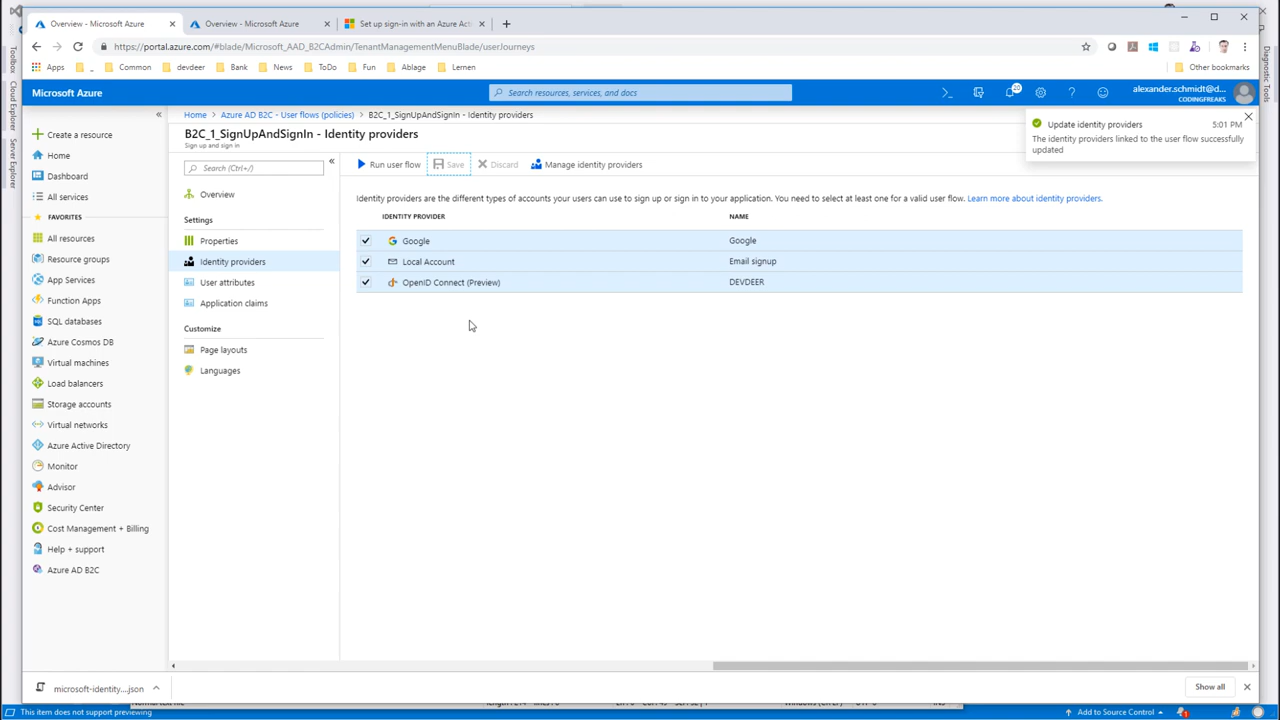 Overview - Microsoft Azure
Overview - Microsoft Azure
Set up sign-in with an Azure Acti
https://portal.azure.com/#blade/Microsoft_AAD_B2CAdmin/TenantManagementMenuBlade/userJourneys
Apps
Common
devdeer
Bank
News
ToDo
Fun
Ablage
Lernen
Other bookmarks
Toolbox
Cloud Explorer
Server Explorer
Diagnostic Tools
Microsoft Azure
Search resources, services, and docs
20
alexander.schmidt@d...
CODINGFREAKS
Create a resource
Home
Dashboard
All services
FAVORITES
All resources
Resource groups
App Services
Function Apps
SQL databases
Azure Cosmos DB
Virtual machines
Load balancers
Storage accounts
Virtual networks
Azure Active Directory
Monitor
Advisor
Security Center
Cost Management + Billing
Help + support
Azure AD B2C
Home
Azure AD B2C - User flows (policies)
B2C_1_SignUpAndSignIn - Identity providers
B2C_1_SignUpAndSignIn - Identity providers
Sign up and sign in
Search (Ctrl+/)
Overview
Settings
Properties
Identity providers
User attributes
Application claims
Customize
Page layouts
Languages
Run user flow
Save
Discard
Manage identity providers
Identity providers are the different types of accounts your users can use to sign up or sign in to your application. You need to select at least one for a valid user flow. Learn more about identity providers.
IDENTITY PROVIDER NAME
Google Google
Local Account Email signup
OpenID Connect (Preview) DEVDEER
Update identity providers 5:01 PM
The identity providers linked to the user flow successfully
updated
microsoft-identity....json
Show all
This item does not support previewing
Add to Source Control